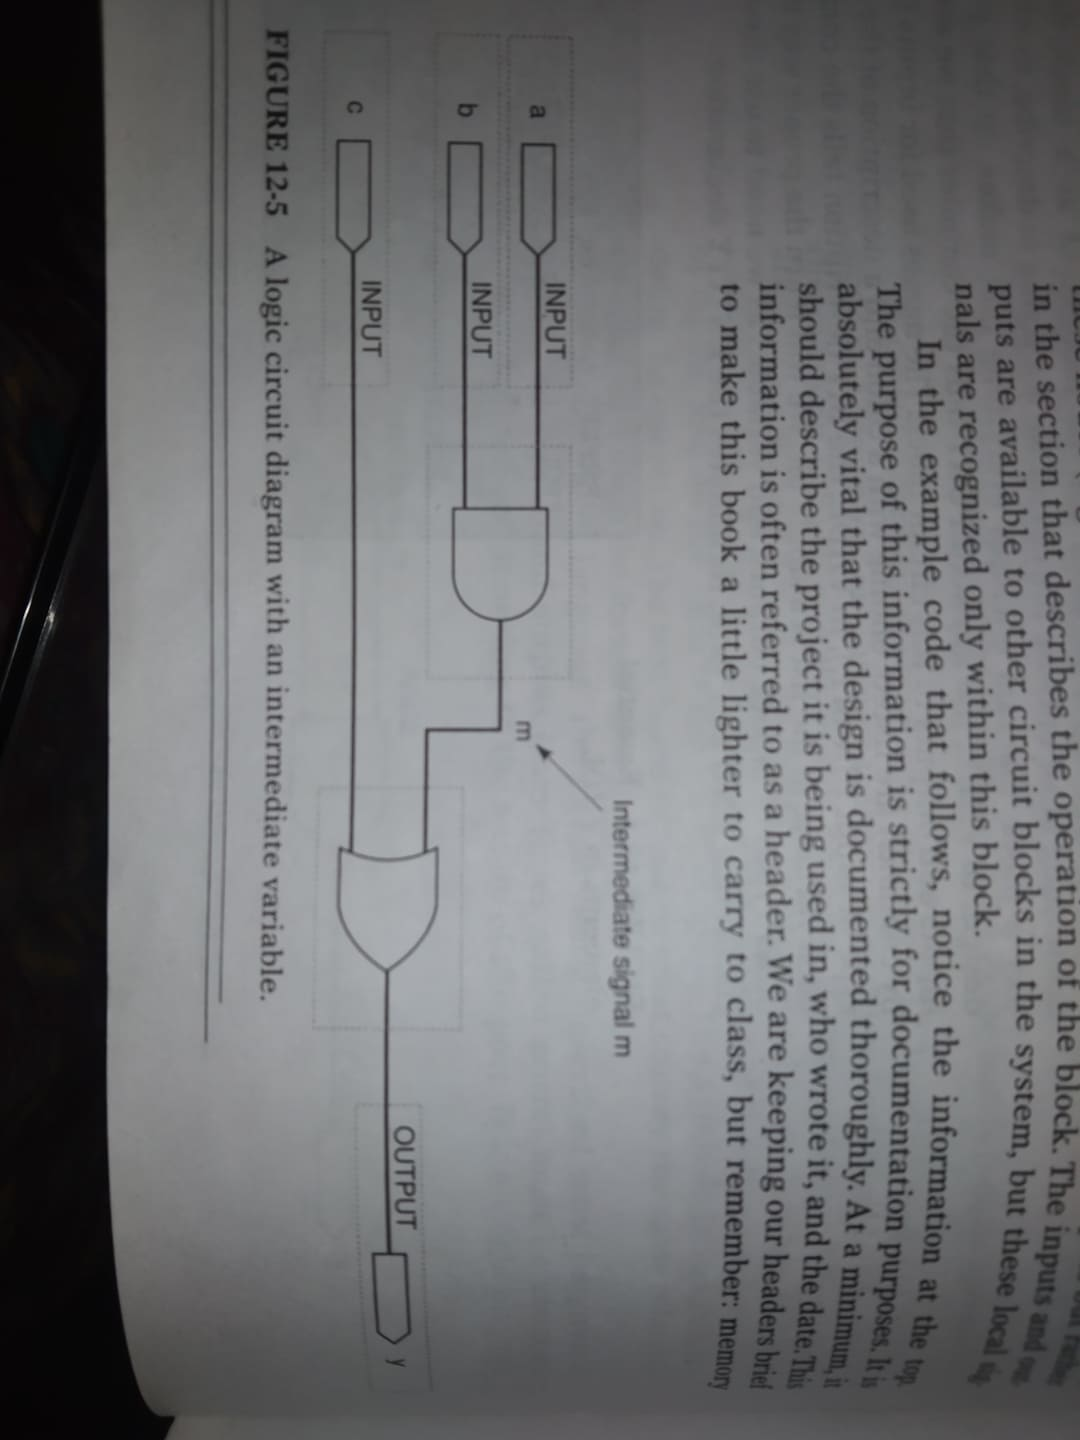 in the section that describes the operation of the block. The inputs and out-
puts are available to other circuit blocks in the system, but these local sig-
nals are recognized only within this block.
In the example code that follows, notice the information at the top.
The purpose of this information is strictly for documentation purposes. It is
absolutely vital that the design is documented thoroughly. At a minimum, it
should describe the project it is being used in, who wrote it, and the date. This
information is often referred to as a header. We are keeping our headers brief
to make this book a little lighter to carry to class, but remember: memory
Intermediate signal m
a
INPUT
m
b
INPUT
OUTPUT
y
c
INPUT
FIGURE 12-5 A logic circuit diagram with an intermediate variable.